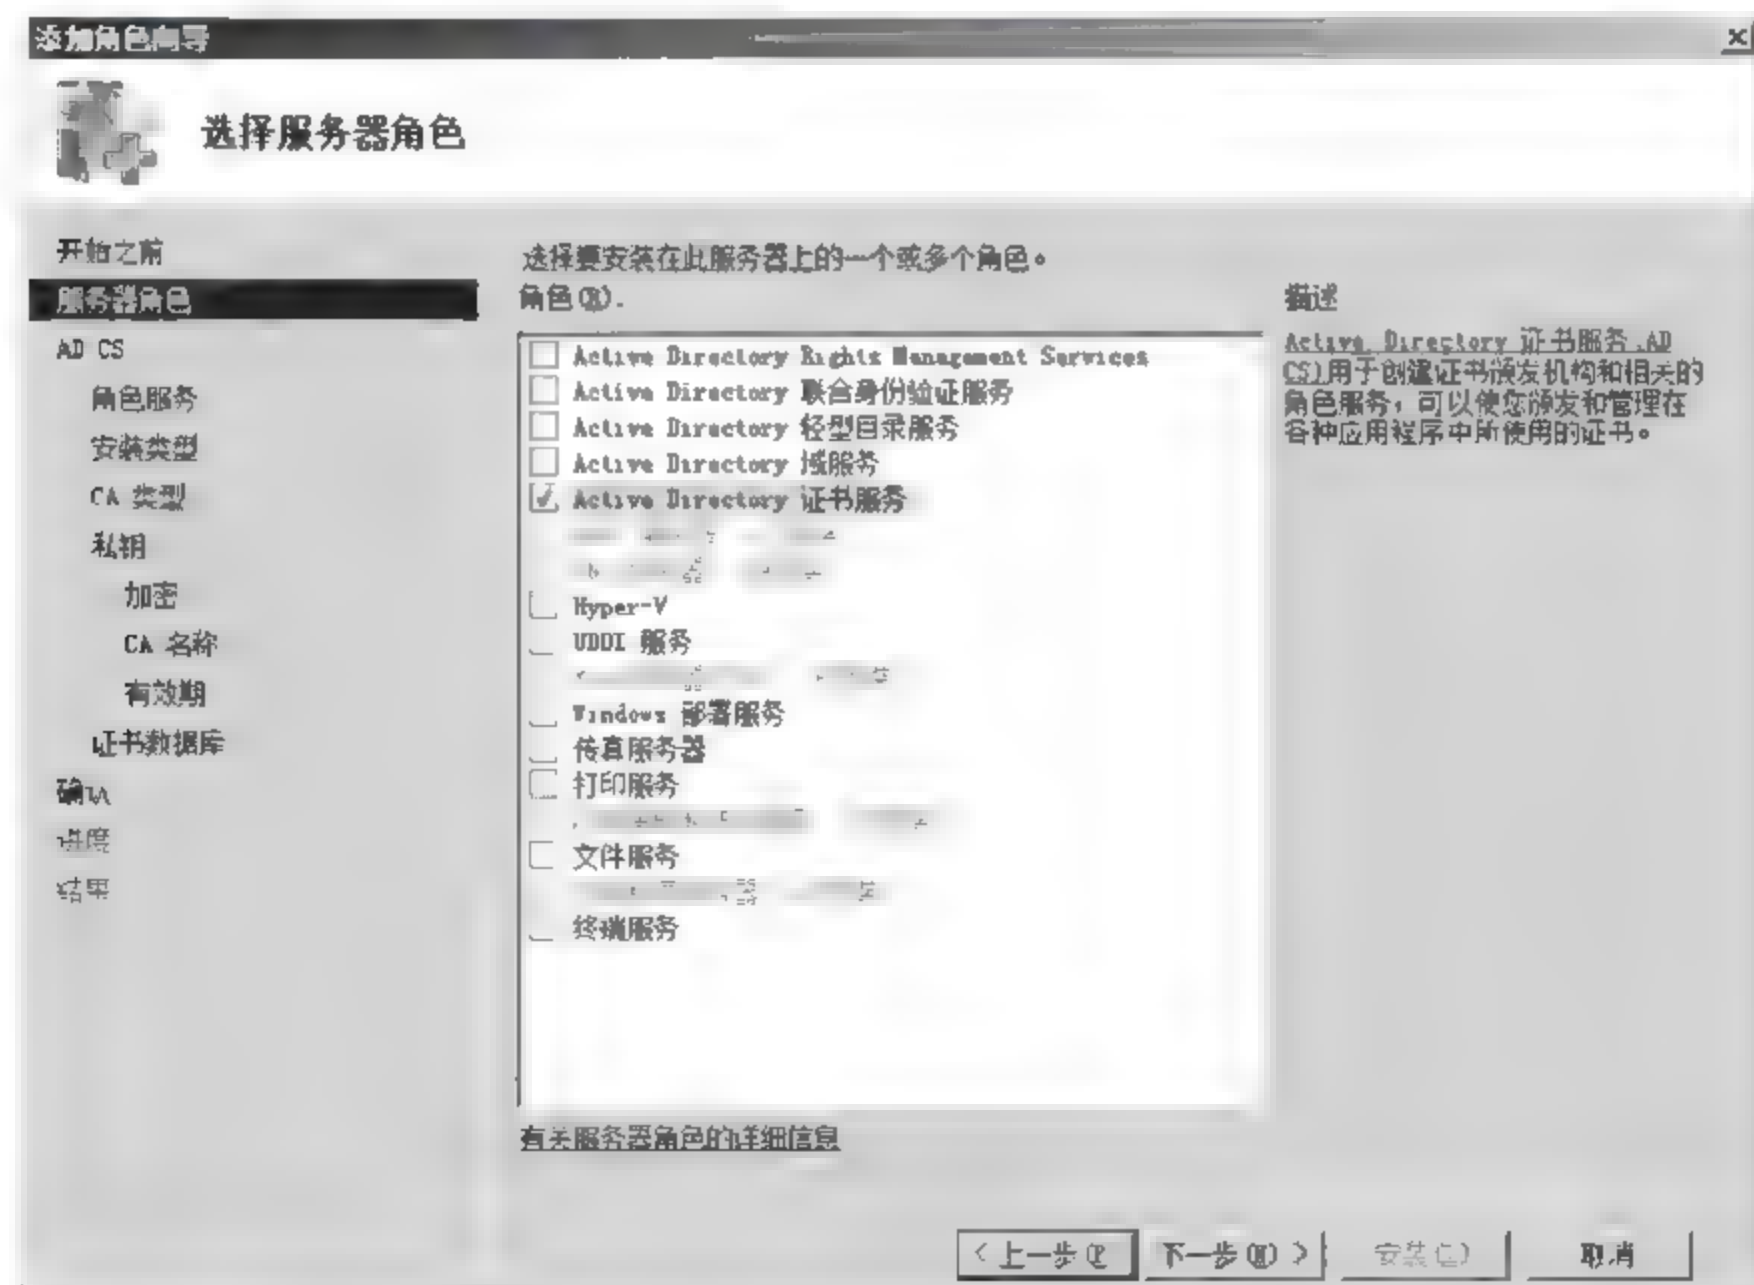 添加角色向导
选择服务器角色
开始之前
服务器角色
AD CS
角色服务
安装类型
CA 类型
私钥
加密
CA 名称
有效期
证书数据库
确认
进度
结果
选择要安装在此服务器上的一个或多个角色。
角色(R).
Active Directory Rights Management Services
Active Directory 联合身份验证服务
Active Directory 轻型目录服务
Active Directory 域服务
Active Directory 证书服务
Hyper-V
UDDI 服务
Windows 部署服务
传真服务器
打印服务
文件服务
终端服务
有关服务器角色的详细信息
描述
Active Directory 证书服务 AD
CS)用于创建证书颁发机构和相关的
角色服务，可以使您颁发和管理在
各种应用程序中所使用的证书。
< 上一步(P
下一步(N) >
安装(I)
取消